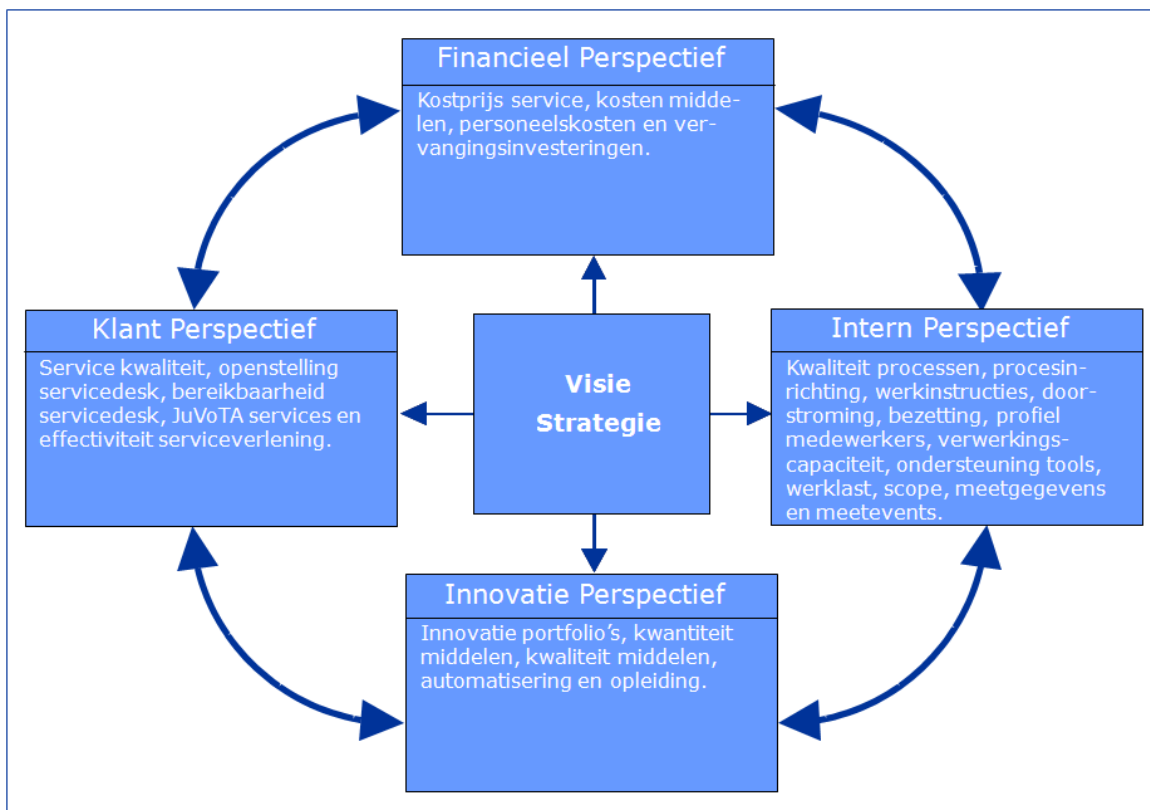 Financieel Perspectief
Kostprijs service, kosten midde-
len, personeelskosten en ver-
vangingsinvesteringen.
Klant Perspectief
Service kwaliteit, openstelling
servicedesk, bereikbaarheid
servicedesk, JuVoTA services en
effectiviteit serviceverlening.
Visie
Strategie
Intern Perspectief
Kwaliteit processen, procesin-
richting, werkinstructies, door-
stroming, bezetting, profiel
medewerkers, verwerkings-
capaciteit, ondersteuning tools,
werklast, scope, meetgegevens
en meetevents.
Innovatie Perspectief
Innovatie portfolio’s, kwantiteit
middelen, kwaliteit middelen,
automatisering en opleiding.